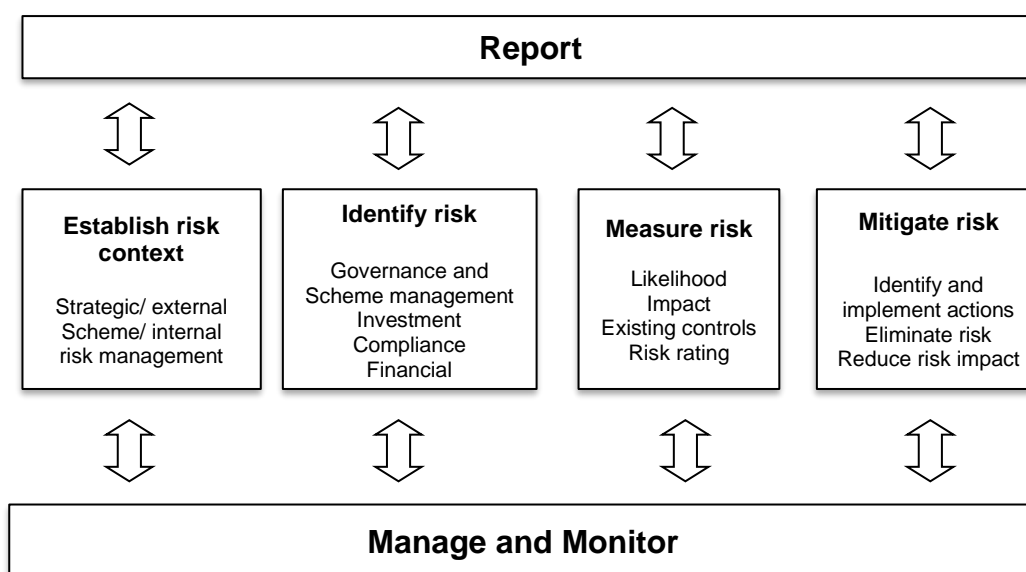 Report
Establish risk
context
Strategic/ external
Scheme/ internal
risk management
Identify risk
Governance and
Scheme management
Investment
Compliance
Financial
Measure risk
Likelihood
Impact
Existing controls
Risk rating
Mitigate risk
Identify and
implement actions
Eliminate risk
Reduce risk impact
Manage and Monitor